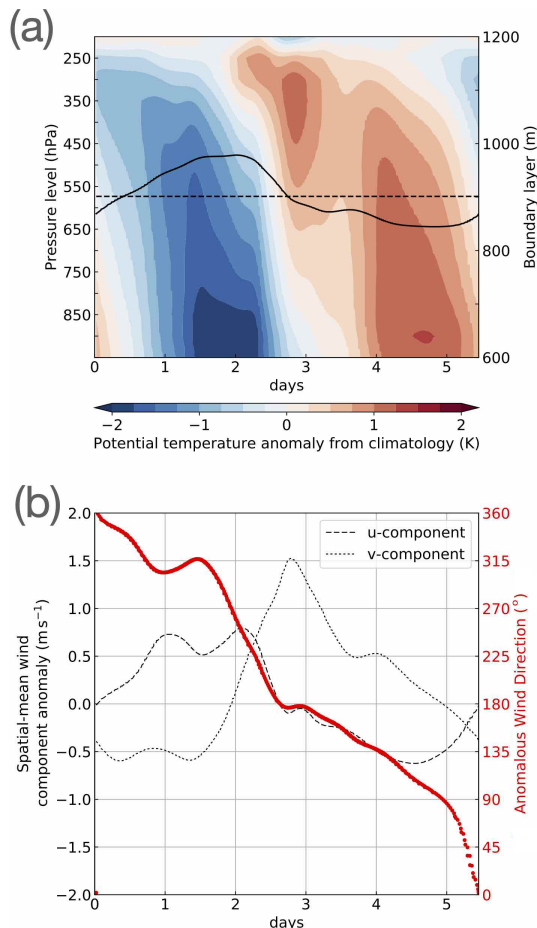 (a)
250
350
450
550
650
750
850
Pressure level (hPa)
1200
1000
800
600
Boundary layer (m)
0 1 2 3 4 5
days
−2 −1 0 1 2
Potential temperature anomaly from climatology (K)
(b)
2.0
1.5
1.0
0.5
0.0
−0.5
−1.0
−1.5
−2.0
Spatial-mean wind
component anomaly (m s⁻¹)
u-component
v-component
360
315
270
225
180
135
90
45
0
Anomalous Wind Direction (°)
0 1 2 3 4 5
days